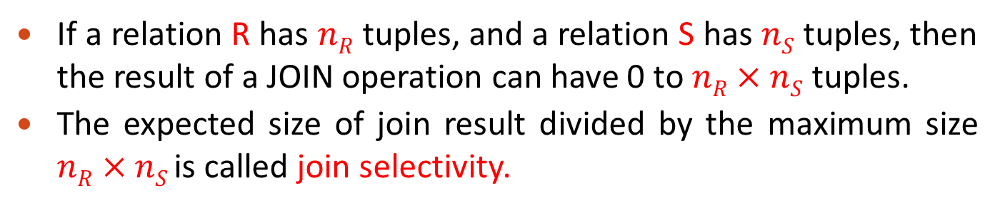 • If a relation R has n_R tuples, and a relation S has n_S tuples, then
the result of a JOIN operation can have 0 to n_R × n_S tuples.
• The expected size of join result divided by the maximum size
n_R × n_S is called join selectivity.